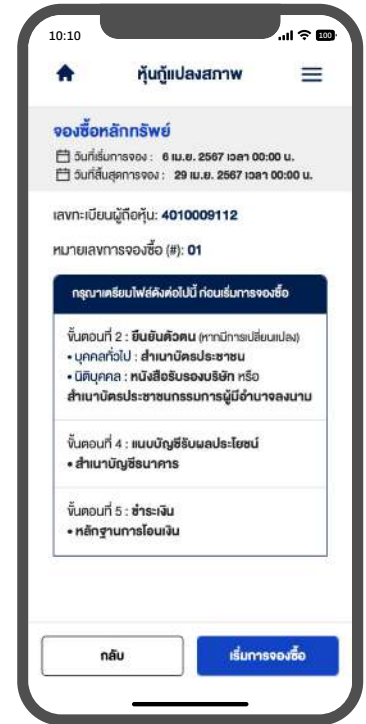 10:10
100
หุ้นกู้แปลงสภาพ
จองซื้อหลักทรัพย์
วันที่เริ่มการจอง : 6 เม.ย. 2567 เวลา 00:00 น.
วันที่สิ้นสุดการจอง : 29 เม.ย. 2567 เวลา 00:00 น.
เลขทะเบียนผู้ถือหุ้น: 4010009112
หมายเลขการจองซื้อ (#): 01
กรุณาเตรียมไฟล์ดังต่อไปนี้ ก่อนเริ่มการจองซื้อ
ขั้นตอนที่ 2 : ยืนยันตัวตน (หากมีการเปลี่ยนแปลง)
• บุคคลทั่วไป : สำเนาบัตรประชาชน
• นิติบุคคล : หนังสือรับรองบริษัท หรือ
สำเนาบัตรประชาชนกรรมการผู้มีอำนาจลงนาม
ขั้นตอนที่ 4 : แนบบัญชีรับผลประโยชน์
• สำเนาบัญชีธนาคาร
ขั้นตอนที่ 5 : ชำระเงิน
• หลักฐานการโอนเงิน
กลับ
เริ่มการจองซื้อ